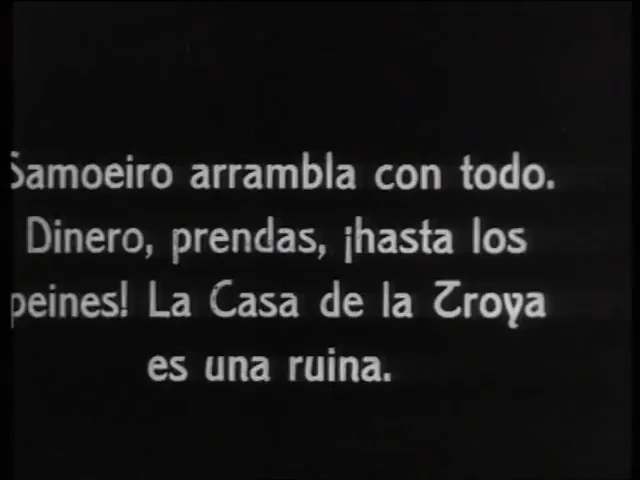 Samoeiro arrambla con todo.
Dinero, prendas, ¡hasta los
peines! La Casa de la Troya
es una ruina.